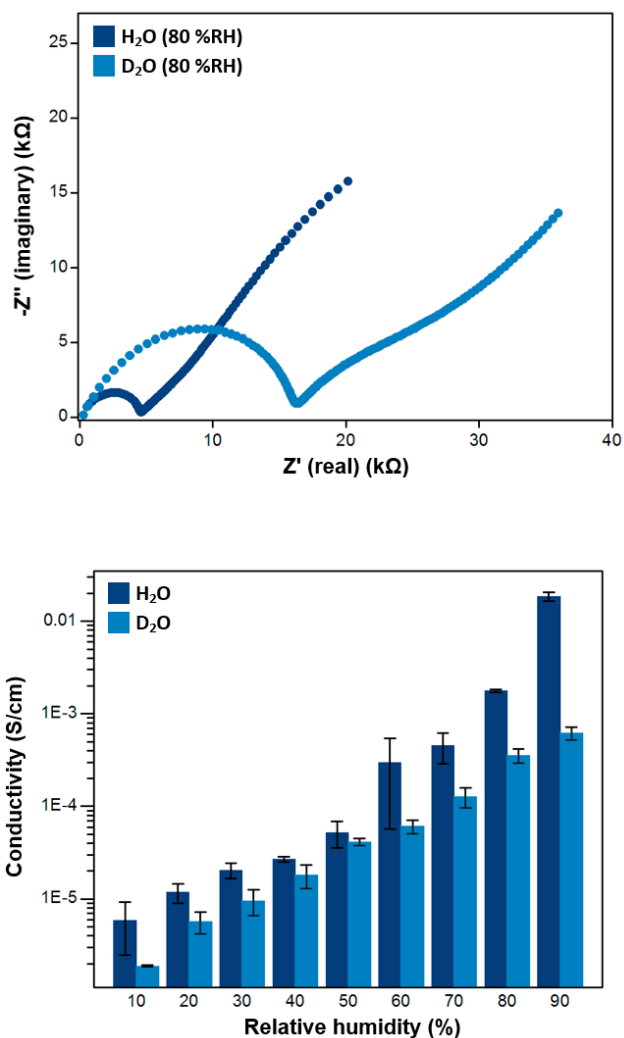 H₂O (80 %RH)
D₂O (80 %RH)
25
20
15
10
5
0
-Z'' (imaginary) (kΩ)
0 10 20 30 40
Z' (real) (kΩ)
H₂O
D₂O
0.01
1E-3
1E-4
1E-5
Conductivity (S/cm)
10 20 30 40 50 60 70 80 90
Relative humidity (%)